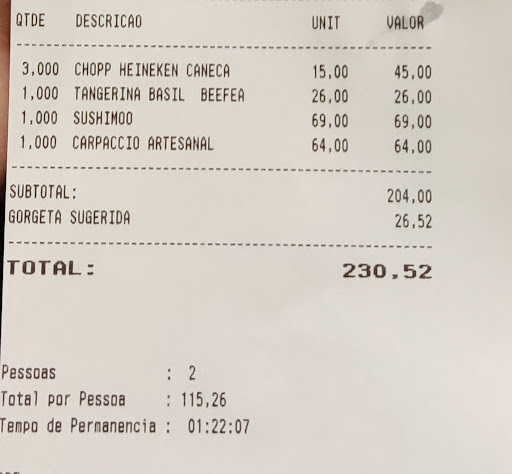 QTDE DESCRICAO UNIT VALOR
3,000 CHOPP HEINEKEN CANECA 15,00 45,00
1,000 TANGERINA BASIL BEEFEA 26,00 26,00
1,000 SUSHIMOO 69,00 69,00
1,000 CARPACCIO ARTESANAL 64,00 64,00
SUBTOTAL: 204,00
GORGETA SUGERIDA 26,52
TOTAL: 230,52
Pessoas : 2
Total por Pessoa : 115,26
Tempo de Permanencia : 01:22:07